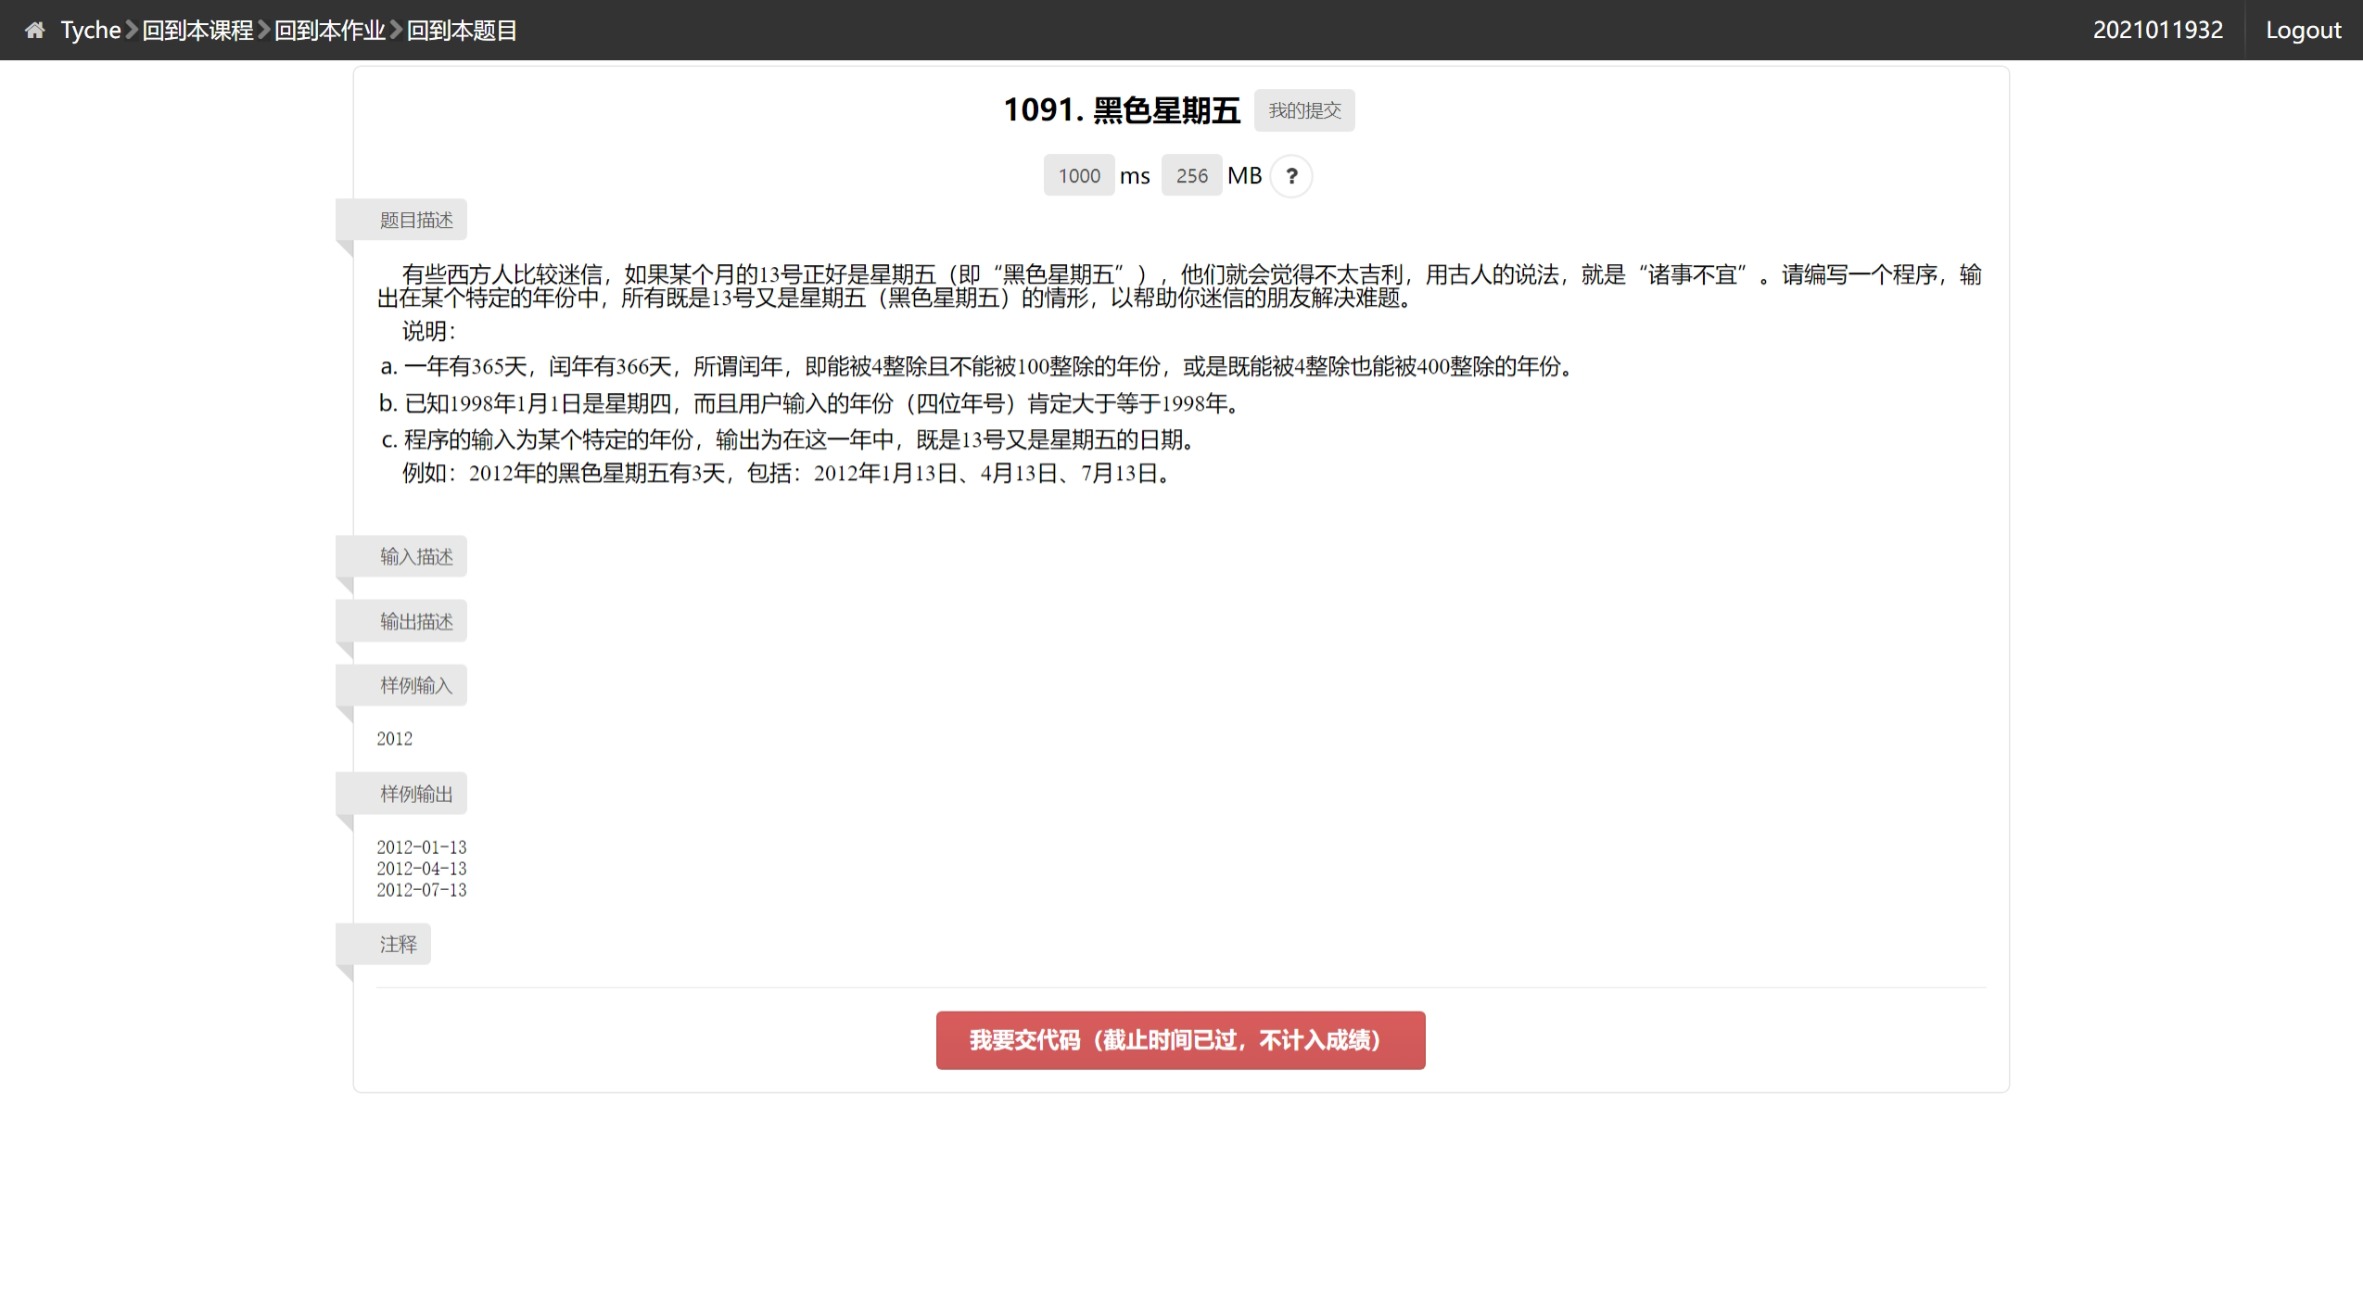 Tyche 回到本课程 回到本作业 回到本题目 2021011932 Logout
1091. 黑色星期五 我的提交
1000 ms 256 MB ?
题目描述
有些西方人比较迷信，如果某个月的13号正好是星期五（即“黑色星期五”），他们就会觉得不太吉利，用古人的说法，就是“诸事不宜”。请编写一个程序，输
出在某个特定的年份中，所有既是13号又是星期五（黑色星期五）的情形，以帮助你迷信的朋友解决难题。
说明：
a. 一年有365天，闰年有366天，所谓闰年，即能被4整除且不能被100整除的年份，或是既能被4整除也能被400整除的年份。
b. 已知1998年1月1日是星期四，而且用户输入的年份（四位年号）肯定大于等于1998年。
c. 程序的输入为某个特定的年份，输出为在这一年中，既是13号又是星期五的日期。
例如：2012年的黑色星期五有3天，包括：2012年1月13日、4月13日、7月13日。
输入描述
输出描述
样例输入
2012
样例输出
2012-01-13
2012-04-13
2012-07-13
注释
我要交代码（截止时间已过，不计入成绩）